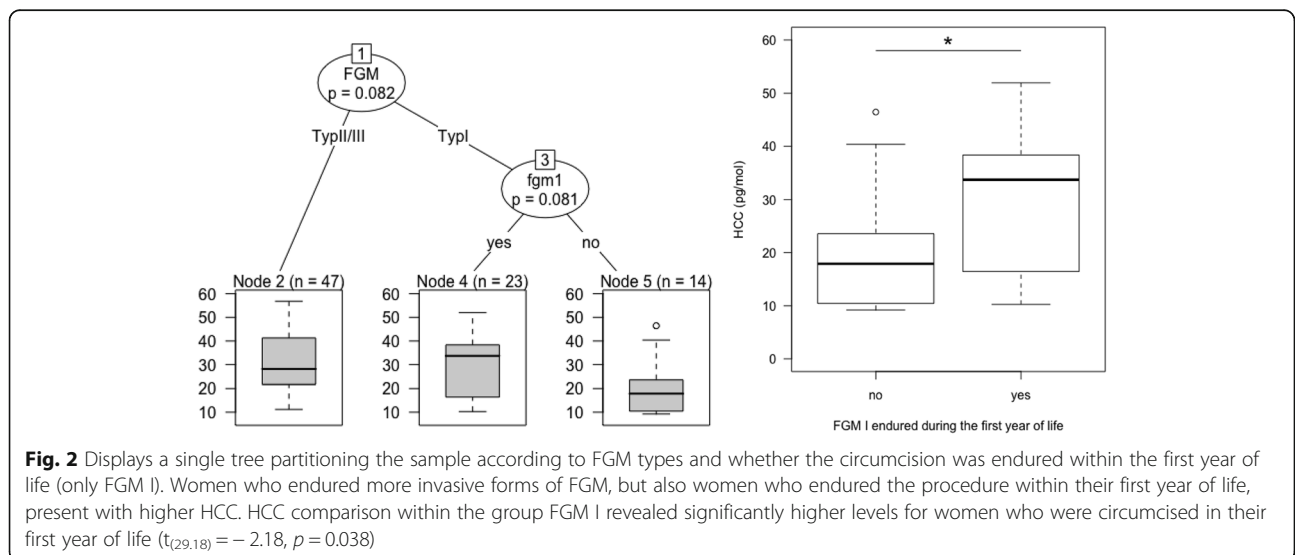 1
FGM
p = 0.082
TypII/III
TypI
3
fgm1
p = 0.081
yes
no
Node 2 (n = 47)
60
50
40
30
20
10
Node 4 (n = 23)
60
50
40
30
20
10
Node 5 (n = 14)
60
50
40
30
20
10
*
HCC (pg/mol)
60
50
40
30
20
10
0
no
yes
FGM I endured during the first year of life
Fig. 2 Displays a single tree partitioning the sample according to FGM types and whether the circumcision was endured within the first year of
life (only FGM I). Women who endured more invasive forms of FGM, but also women who endured the procedure within their first year of life,
present with higher HCC. HCC comparison within the group FGM I revealed significantly higher levels for women who were circumcised in their
first year of life (t(29.18) = − 2.18, p = 0.038)